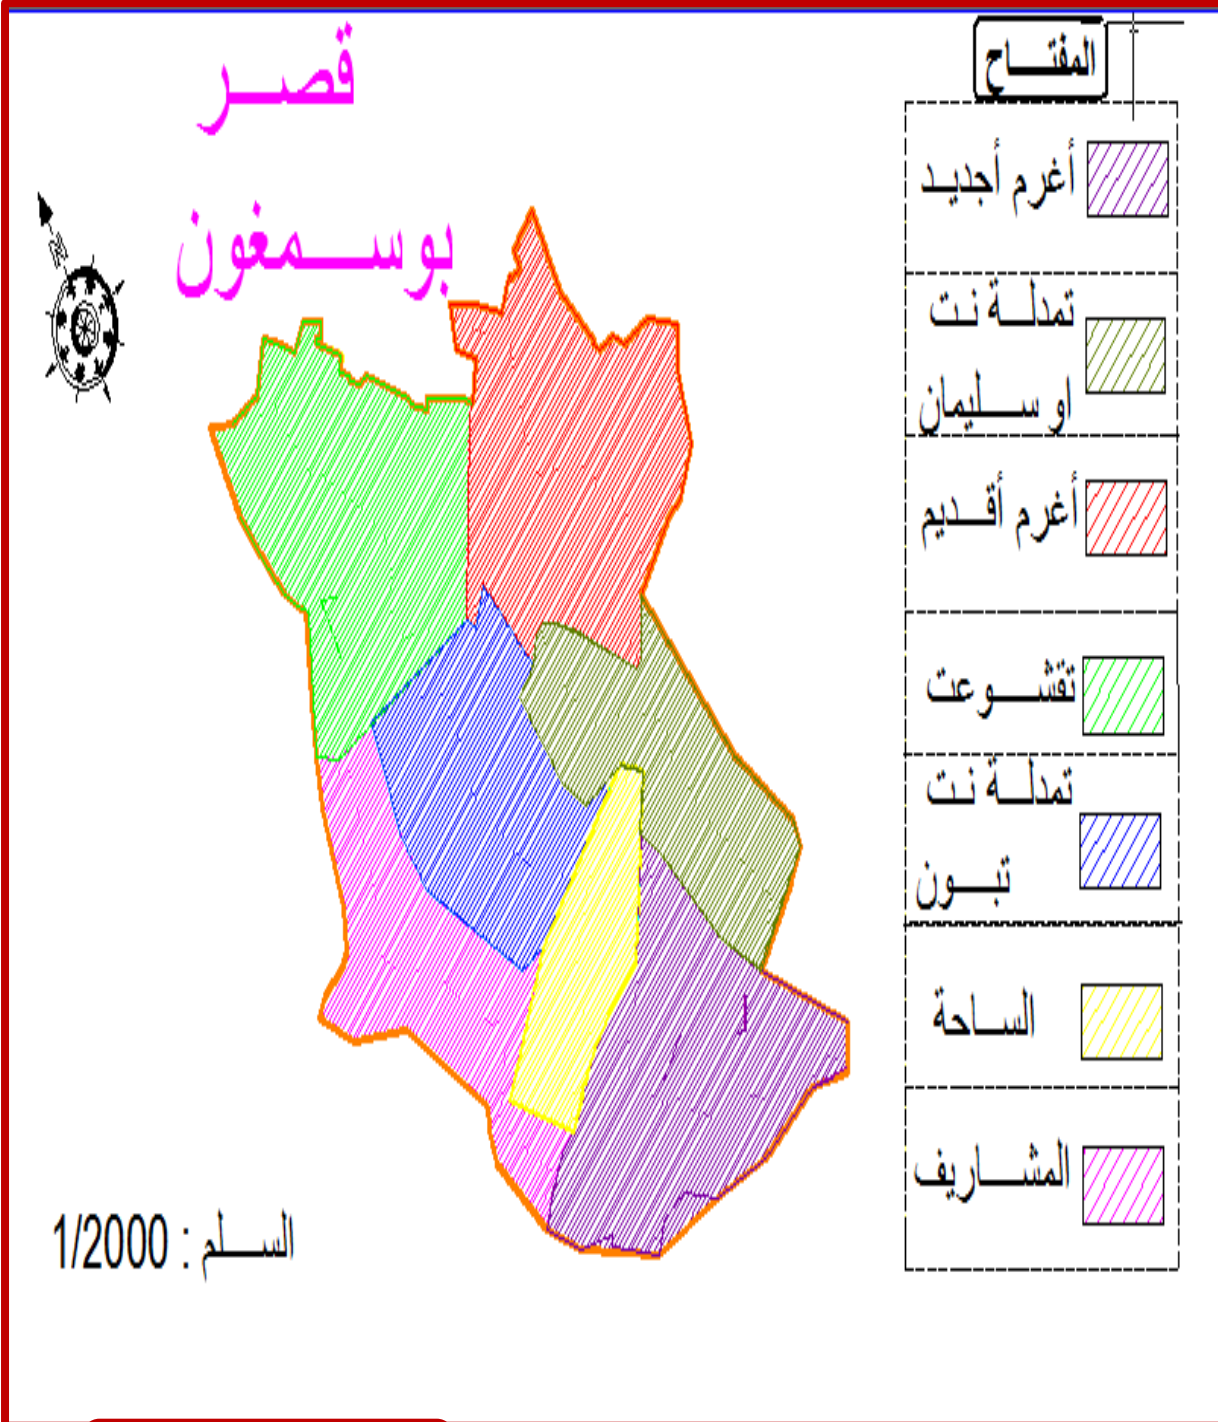 قصر
بوسمغون
المفتاح
أغرم أجديد
تمدلة نت
او سليمان
أغرم أقديم
تقشوعت
تمدلة نت
تبون
الساحة
المشاريف
السلم : 1/2000